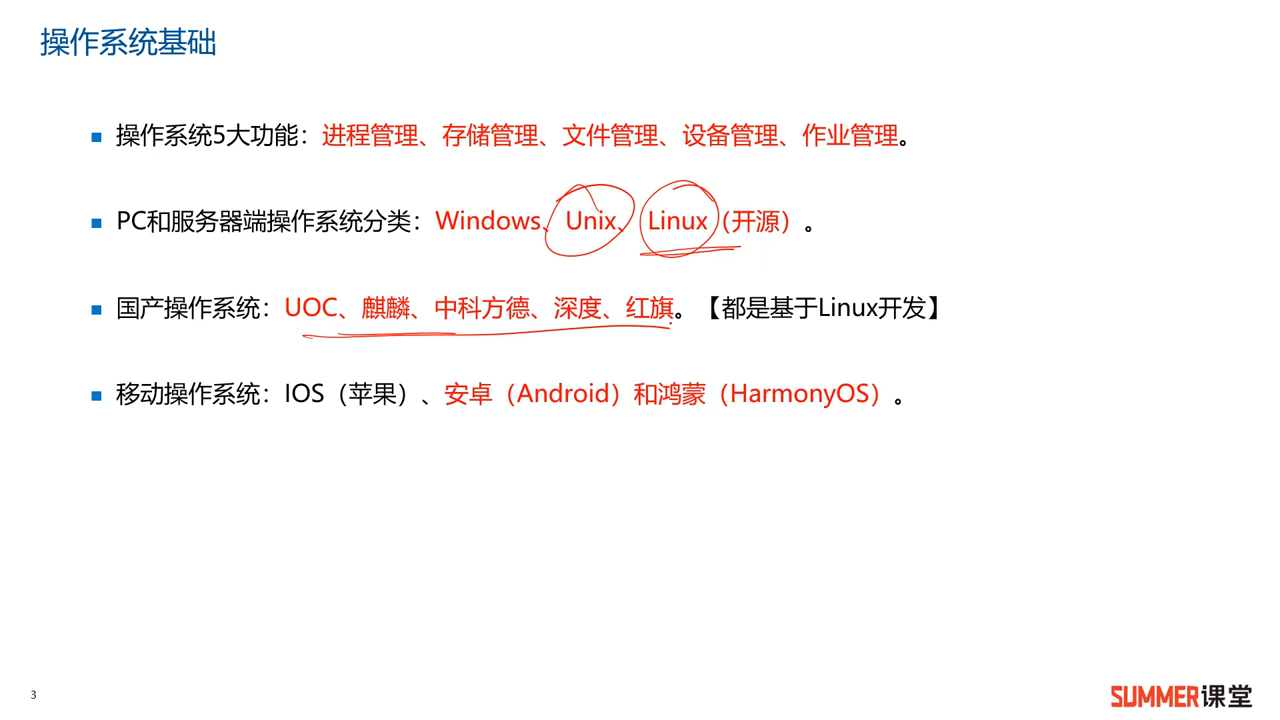 操作系统基础
操作系统5大功能：进程管理、存储管理、文件管理、设备管理、作业管理。
PC和服务器端操作系统分类：Windows、Unix、Linux（开源）。
国产操作系统：UOC、麒麟、中科方德、深度、红旗。【都是基于Linux开发】
移动操作系统：IOS（苹果）、安卓（Android）和鸿蒙（HarmonyOS）。
3
SUMMER课堂